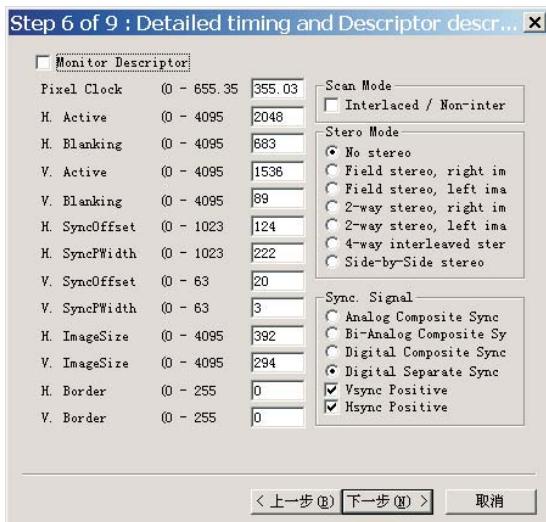 Step 6 of 9 : Detailed timing and Descriptor descr...
Monitor Descriptor
Pixel Clock (0 - 655.35 355.03
H. Active (0 - 4095 2048
H. Blanking (0 - 4095 683
V. Active (0 - 4095 1536
V. Blanking (0 - 4095 89
H. SyncOffset (0 - 1023 124
H. SyncPWidth (0 - 1023 222
V. SyncOffset (0 - 63 20
V. SyncPWidth (0 - 63 3
H. ImageSize (0 - 4095 392
V. ImageSize (0 - 4095 294
H. Border (0 - 255 0
V. Border (0 - 255 0
Scan Mode
Interlaced / Non-inter
Stero Mode
No stereo
Field stereo, right im
Field stereo, left ima
2-way stereo, right im
2-way stereo, left ima
4-way interleaved ster
Side-by-Side stereo
Sync. Signal
Analog Composite Sync
Bi-Analog Composite Sy
Digital Composite Sync
Digital Separate Sync
Vsync Positive
Hsync Positive
< 上一步(B) 下一步(N) > 取消